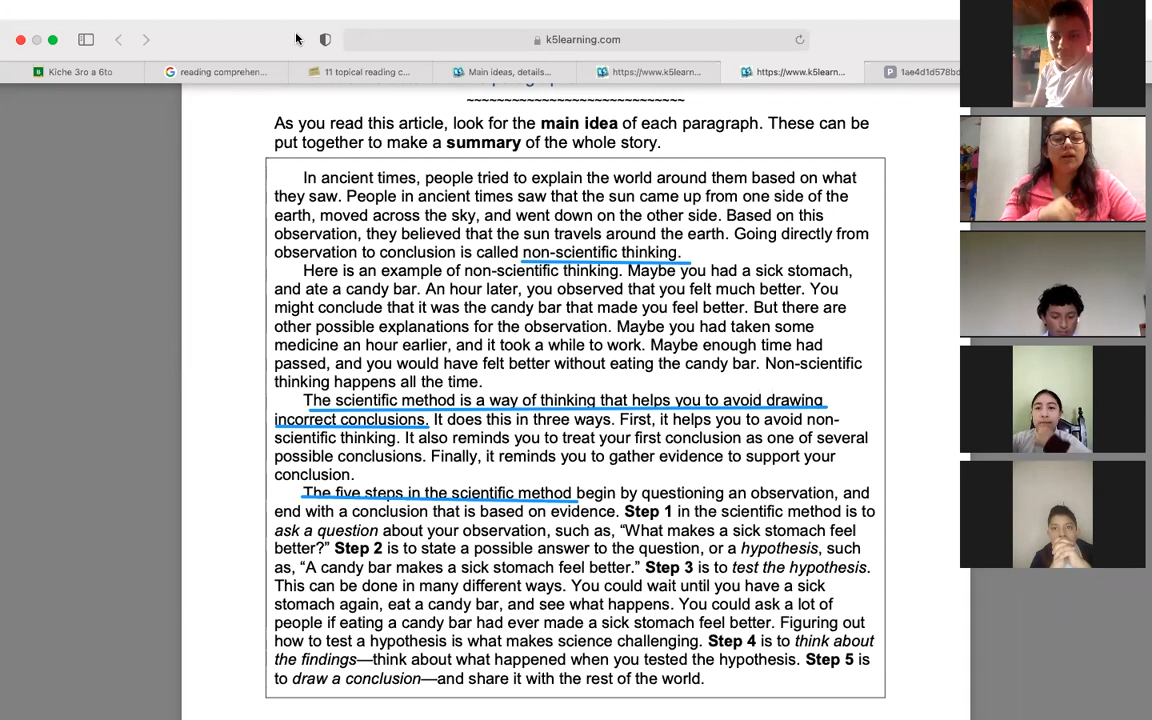 k5learning.com
Kiche 3ro a 6to
reading comprehen...
11 topical reading c...
Main ideas, details...
https://www.k5learn...
https://www.k5learn...
1ae4d1d578bd
~~~~~~~~~~~~~~~~~~~~~~~~~~~~~
As you read this article, look for the main idea of each paragraph. These can be
put together to make a summary of the whole story.
In ancient times, people tried to explain the world around them based on what
they saw. People in ancient times saw that the sun came up from one side of the
earth, moved across the sky, and went down on the other side. Based on this
observation, they believed that the sun travels around the earth. Going directly from
observation to conclusion is called non-scientific thinking.
Here is an example of non-scientific thinking. Maybe you had a sick stomach,
and ate a candy bar. An hour later, you observed that you felt much better. You
might conclude that it was the candy bar that made you feel better. But there are
other possible explanations for the observation. Maybe you had taken some
medicine an hour earlier, and it took a while to work. Maybe enough time had
passed, and you would have felt better without eating the candy bar. Non-scientific
thinking happens all the time.
The scientific method is a way of thinking that helps you to avoid drawing
incorrect conclusions. It does this in three ways. First, it helps you to avoid non-
scientific thinking. It also reminds you to treat your first conclusion as one of several
possible conclusions. Finally, it reminds you to gather evidence to support your
conclusion.
The five steps in the scientific method begin by questioning an observation, and
end with a conclusion that is based on evidence. Step 1 in the scientific method is to
ask a question about your observation, such as, “What makes a sick stomach feel
better?” Step 2 is to state a possible answer to the question, or a hypothesis, such
as, “A candy bar makes a sick stomach feel better.” Step 3 is to test the hypothesis.
This can be done in many different ways. You could wait until you have a sick
stomach again, eat a candy bar, and see what happens. You could ask a lot of
people if eating a candy bar had ever made a sick stomach feel better. Figuring out
how to test a hypothesis is what makes science challenging. Step 4 is to think about
the findings—think about what happened when you tested the hypothesis. Step 5 is
to draw a conclusion—and share it with the rest of the world.